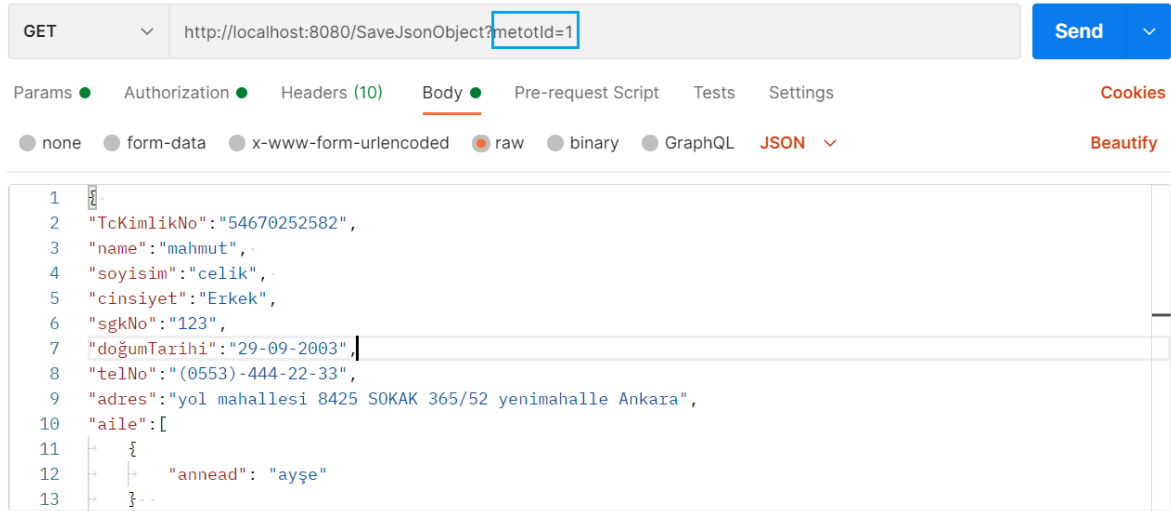 GET http://localhost:8080/SaveJsonObject?metotId=1 Send
Params Authorization Headers (10) Body Pre-request Script Tests Settings Cookies
none form-data x-www-form-urlencoded raw binary GraphQL JSON Beautify
1 {
2 "TcKimlikNo":"54670252582",
3 "name":"mahmut",
4 "soyisim":"celik",
5 "cinsiyet":"Erkek",
6 "sgkNo":"123",
7 "doğumTarihi":"29-09-2003",
8 "telNo":"(0553)-444-22-33",
9 "adres":"yol mahallesi 8425 SOKAK 365/52 yenimahalle Ankara",
10 "aile":[
11 {
12 "annead": "ayşe"
13 }